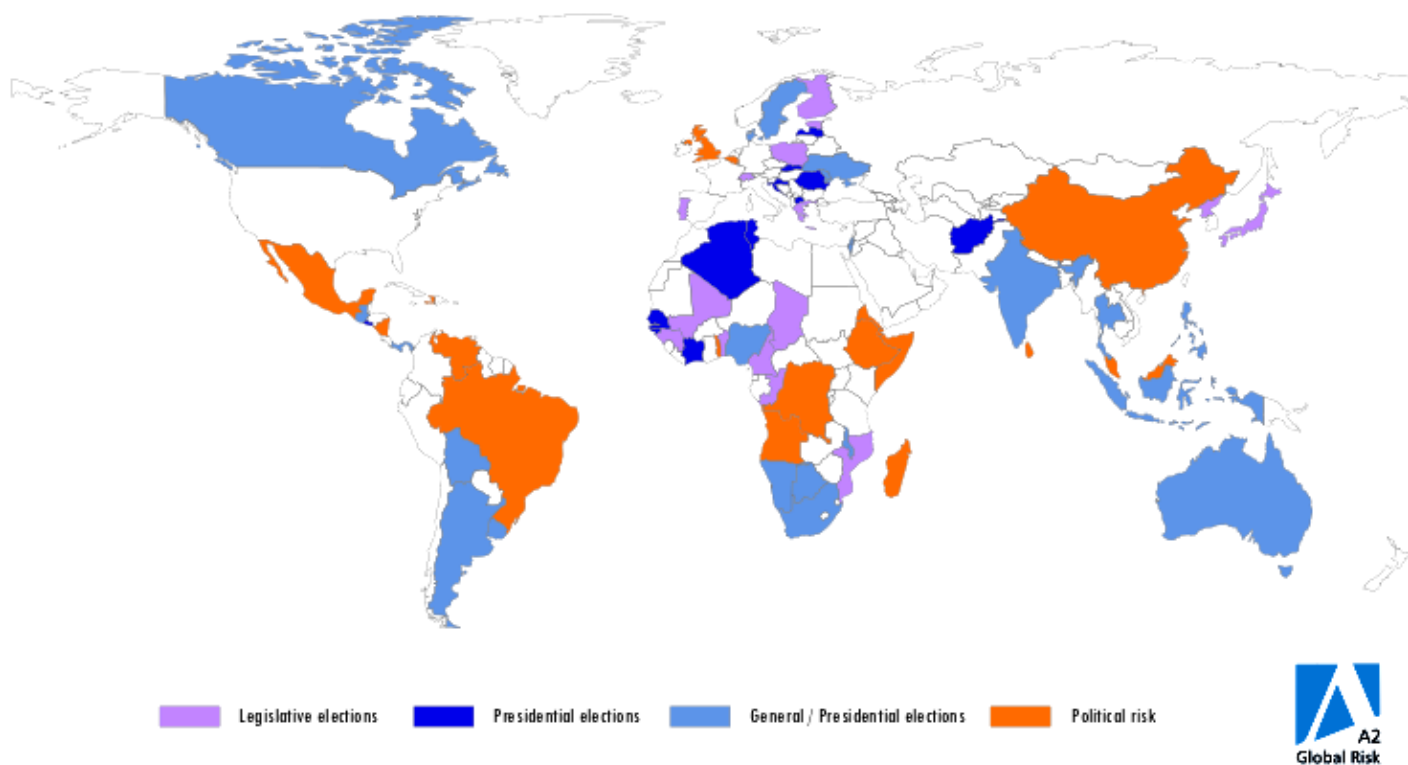 Legislative elections
Presidential elections
General / Presidential elections
Political risk
A2
Global Risk